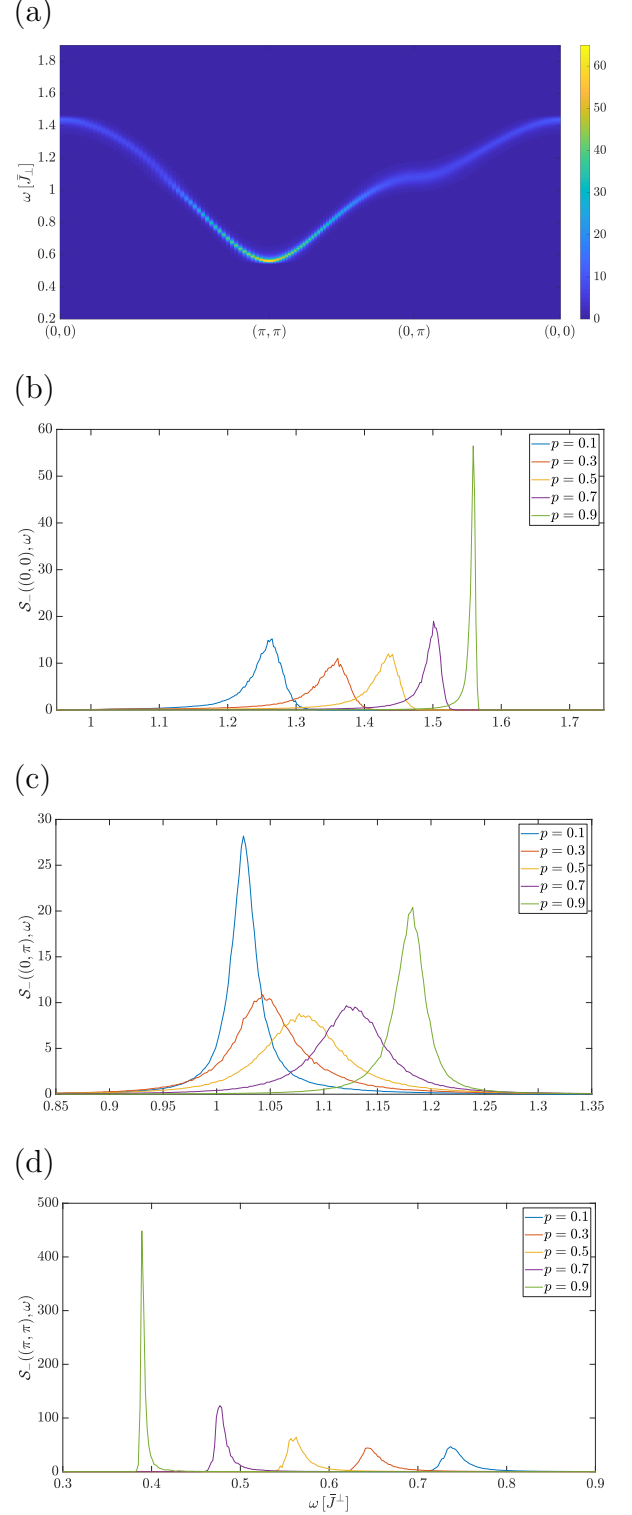 (a)
1.8
1.6
1.4
1.2
1
0.8
0.6
0.4
0.2
ω [J̄⊥]
(0, 0)
(π, π)
(0, π)
(0, 0)
60
50
40
30
20
10
0
(b)
60
50
40
30
20
10
0
S₋((0, 0), ω)
p = 0.1
p = 0.3
p = 0.5
p = 0.7
p = 0.9
1
1.1
1.2
1.3
1.4
1.5
1.6
1.7
(c)
30
25
20
15
10
5
0
S₋((0, π), ω)
p = 0.1
p = 0.3
p = 0.5
p = 0.7
p = 0.9
0.85
0.9
0.95
1
1.05
1.1
1.15
1.2
1.25
1.3
1.35
(d)
500
400
300
200
100
0
S₋((π, π), ω)
p = 0.1
p = 0.3
p = 0.5
p = 0.7
p = 0.9
0.3
0.4
0.5
0.6
0.7
0.8
0.9
ω [J̄^⊥]